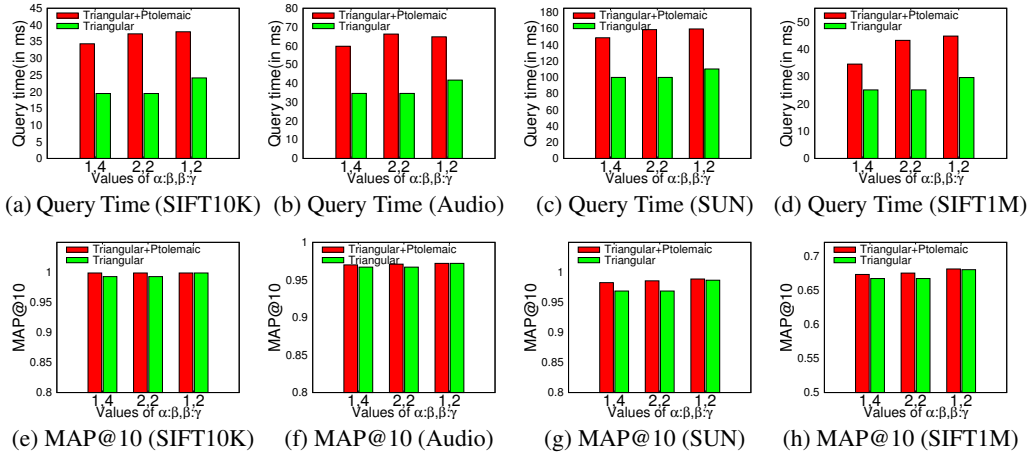 Query time(in ms)
45
40
35
30
25
20
15
10
5
0
Triangular+Ptolemaic
Triangular
1,4
2,2
1,2
Values of α:β,β:γ
(a) Query Time (SIFT10K)
Query time(in ms)
80
70
60
50
40
30
20
10
0
Triangular+Ptolemaic
Triangular
1,4
2,2
1,2
Values of α:β,β:γ
(b) Query Time (Audio)
Query time(in ms)
180
160
140
120
100
80
60
40
20
0
Triangular+Ptolemaic
Triangular
1,4
2,2
1,2
Values of α:β,β:γ
(c) Query Time (SUN)
Query time(in ms)
50
40
30
20
10
0
Triangular+Ptolemaic
Triangular
1,4
2,2
1,2
Values of α:β,β:γ
(d) Query Time (SIFT1M)
MAP@10
1
0.95
0.9
0.85
0.8
Triangular+Ptolemaic
Triangular
1,4
2,2
1,2
Values of α:β,β:γ
(e) MAP@10 (SIFT10K)
MAP@10
1
0.95
0.9
0.85
0.8
Triangular+Ptolemaic
Triangular
1,4
2,2
1,2
Values of α:β,β:γ
(f) MAP@10 (Audio)
MAP@10
1
0.95
0.9
0.85
0.8
Triangular+Ptolemaic
Triangular
1,4
2,2
1,2
Values of α:β,β:γ
(g) MAP@10 (SUN)
MAP@10
0.7
0.65
0.6
0.55
0.5
Triangular+Ptolemaic
Triangular
1,4
2,2
1,2
Values of α:β,β:γ
(h) MAP@10 (SIFT1M)